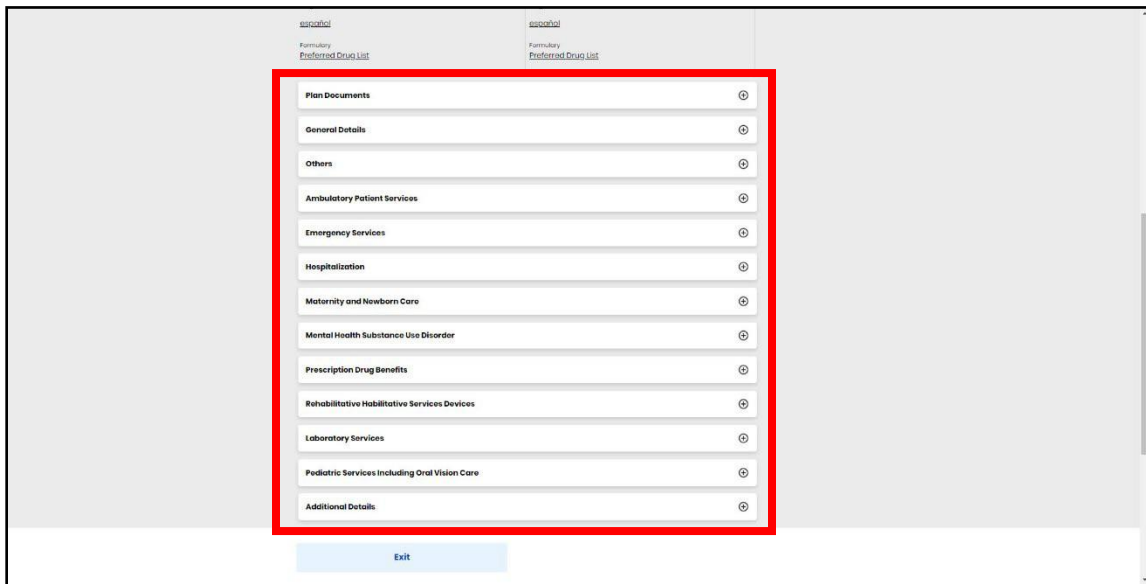 español
español
Formulary
Formulary
Preferred Drug List
Preferred Drug List
Plan Documents
General Details
Others
Ambulatory Patient Services
Emergency Services
Hospitalization
Maternity and Newborn Care
Mental Health Substance Use Disorder
Prescription Drug Benefits
Rehabilitative Habilitative Services Devices
Laboratory Services
Pediatric Services Including Oral Vision Care
Additional Details
Exit